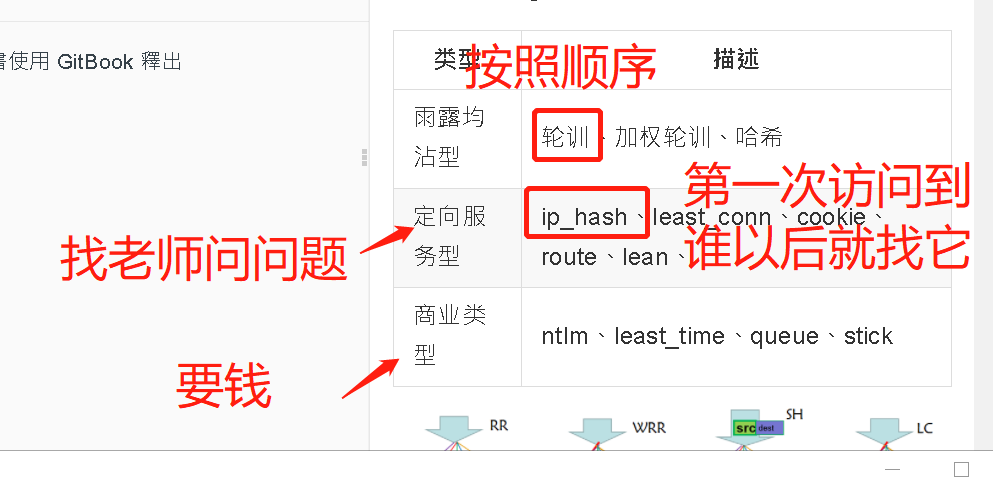 書使用 GitBook 釋出
类型 描述
按照顺序
雨露均
沾型
轮训、加权轮训、哈希
定向服
务型
ip_hash、least_conn、cookie、
route、lean、
第一次访问到
谁以后就找它
找老师问问题
商业类
型
ntlm、least_time、queue、stick
要钱
RR
WRR
SH
src dest
LC